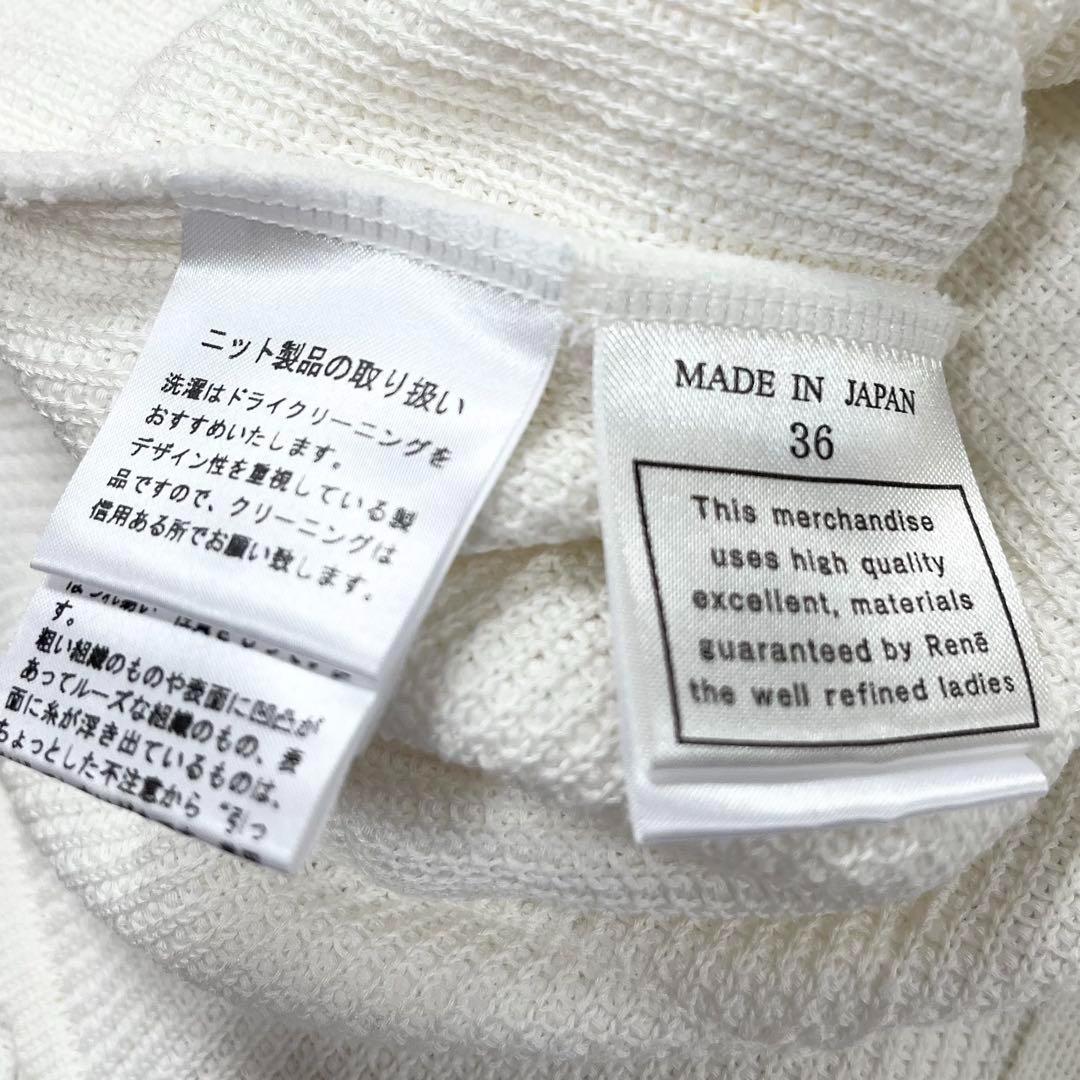 ニット製品の取り扱い
洗濯はドライクリーニングを
おすすめいたします。
デザイン性を重視している製
品ですので、クリーニングは
信用ある所でお願い致します。
す。
粗い組織のものや表面に凹凸が
あってルーズな組織のもの、表
面に糸が浮き出ているものは、
ちょっとした不注意から “引っ
MADE IN JAPAN
36
This merchandise
uses high quality
excellent, materials
guaranteed by Renē
the well refined ladies